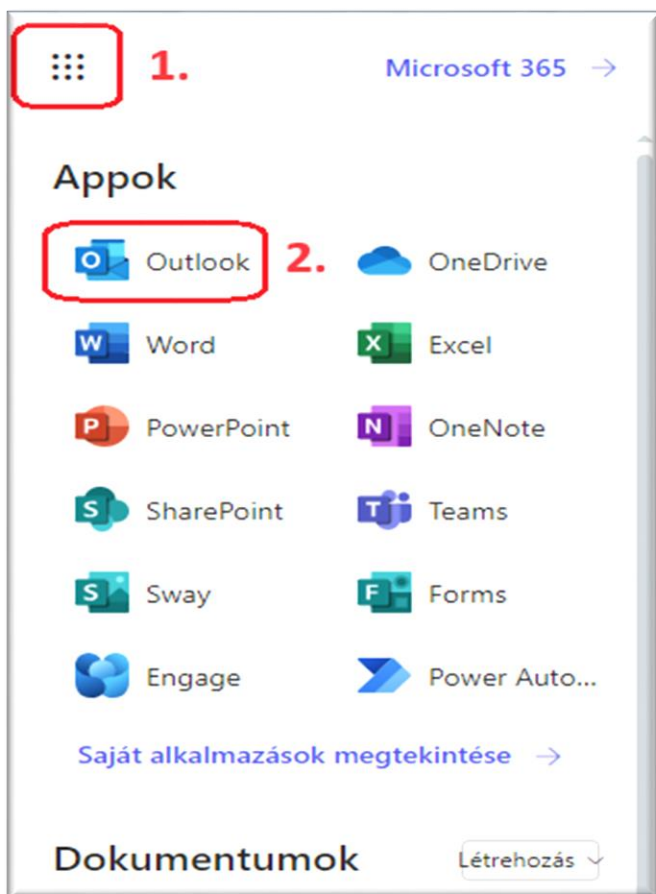 1. Microsoft 365 →
Appok
Outlook 2. OneDrive
Word Excel
PowerPoint OneNote
SharePoint Teams
Sway Forms
Engage Power Auto...
Saját alkalmazások megtekintése →
Dokumentumok Létrehozás